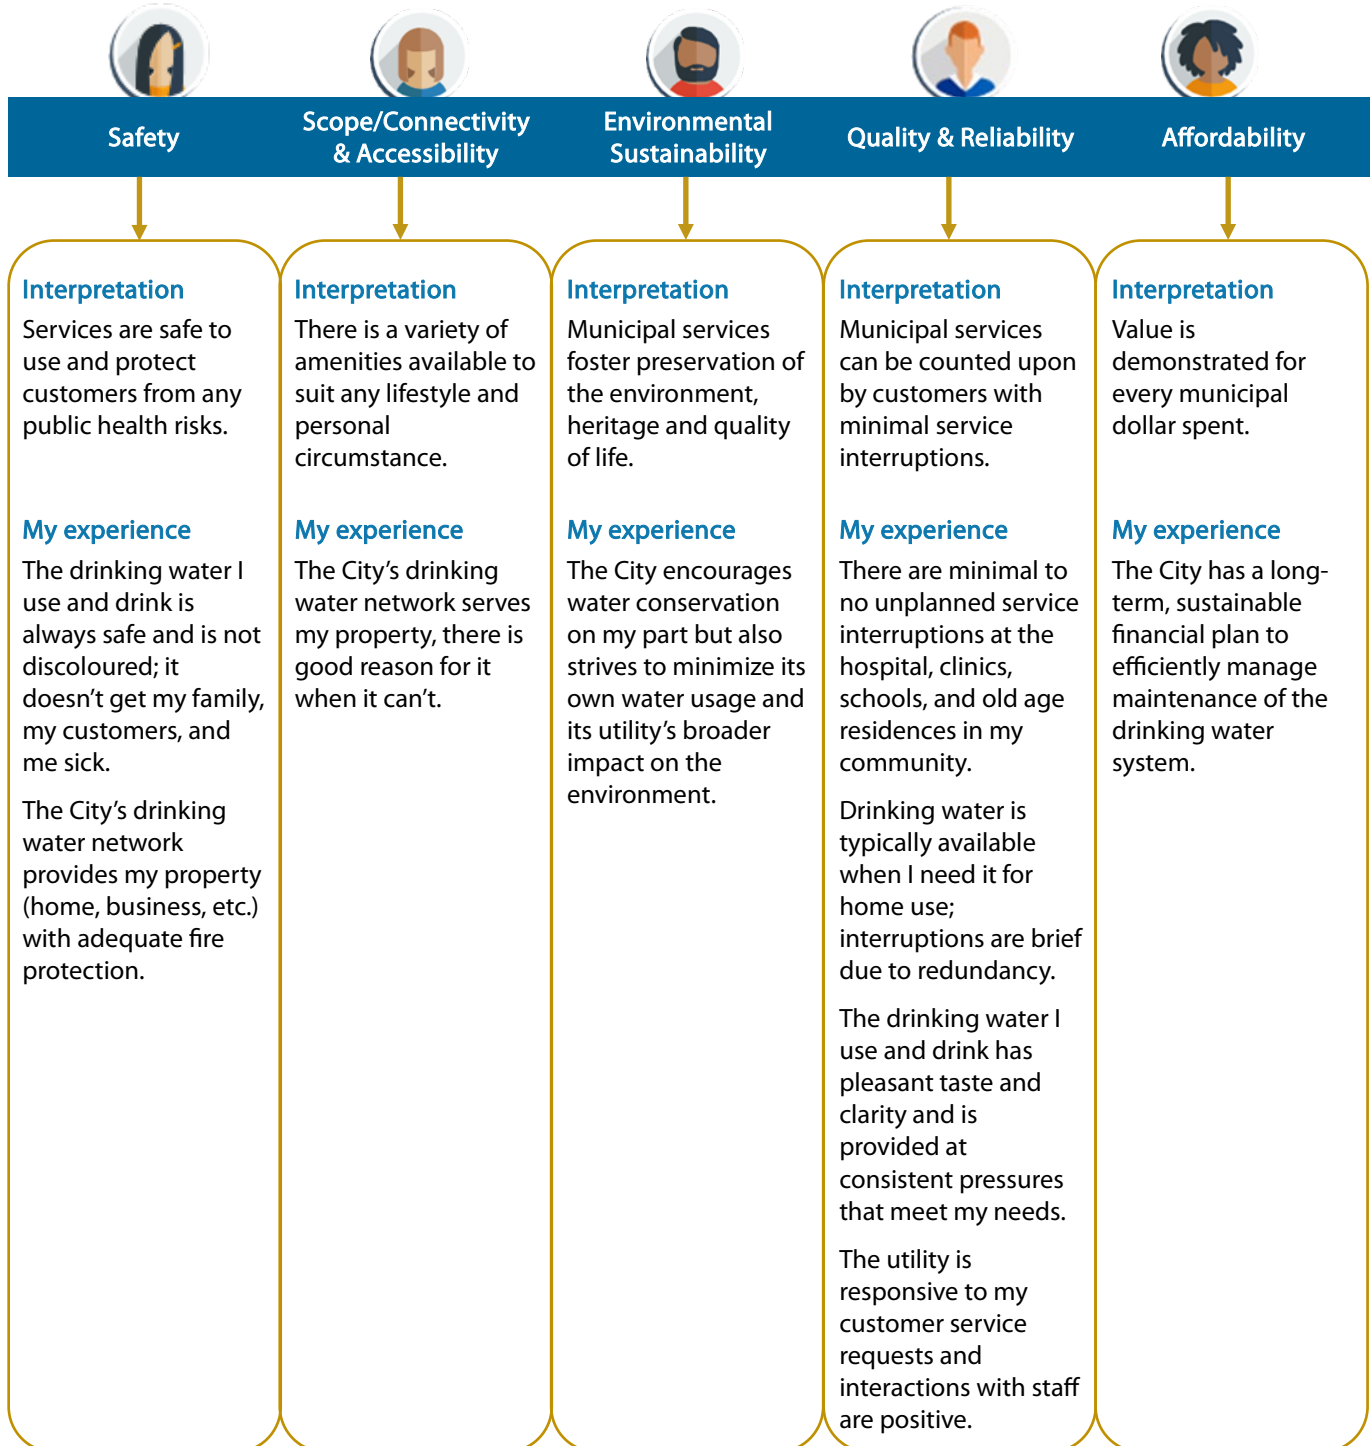 Safety
Scope/Connectivity
& Accessibility
Environmental
Sustainability
Quality & Reliability
Affordability
Interpretation
Services are safe to
use and protect
customers from any
public health risks.
My experience
The drinking water I
use and drink is
always safe and is not
discoloured; it
doesn’t get my family,
my customers, and
me sick.
The City’s drinking
water network
provides my property
(home, business, etc.)
with adequate fire
protection.
Interpretation
There is a variety of
amenities available to
suit any lifestyle and
personal
circumstance.
My experience
The City’s drinking
water network serves
my property, there is
good reason for it
when it can’t.
Interpretation
Municipal services
foster preservation of
the environment,
heritage and quality
of life.
My experience
The City encourages
water conservation
on my part but also
strives to minimize its
own water usage and
its utility’s broader
impact on the
environment.
Interpretation
Municipal services
can be counted upon
by customers with
minimal service
interruptions.
My experience
There are minimal to
no unplanned service
interruptions at the
hospital, clinics,
schools, and old age
residences in my
community.
Drinking water is
typically available
when I need it for
home use;
interruptions are brief
due to redundancy.
The drinking water I
use and drink has
pleasant taste and
clarity and is
provided at
consistent pressures
that meet my needs.
The utility is
responsive to my
customer service
requests and
interactions with staff
are positive.
Interpretation
Value is
demonstrated for
every municipal
dollar spent.
My experience
The City has a long-
term, sustainable
financial plan to
efficiently manage
maintenance of the
drinking water
system.